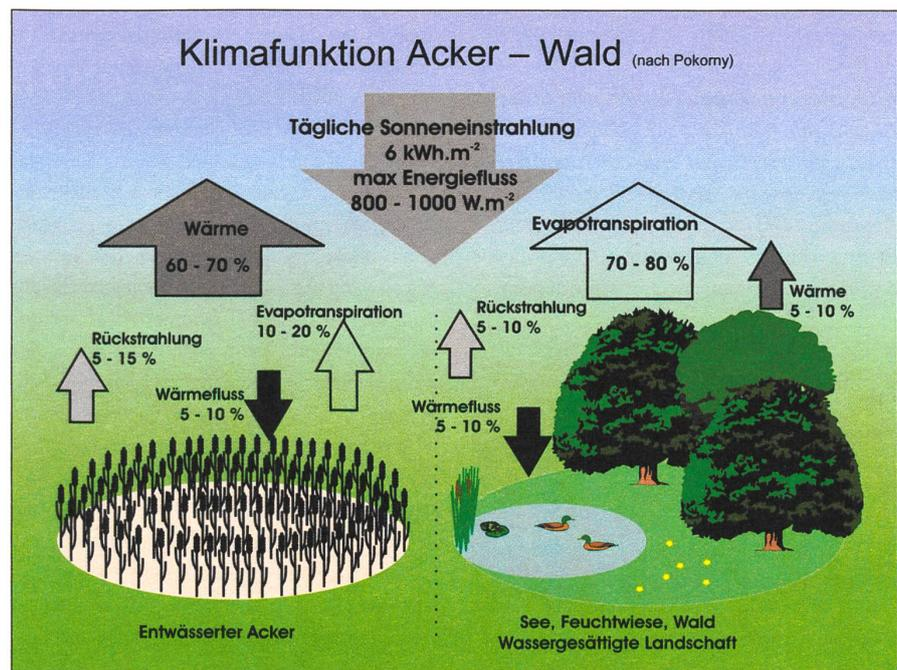 Klimafunktion Acker – Wald (nach Pokorny)
Tägliche Sonneneinstrahlung
6 kWh.m⁻²
max Energiefluss
800 - 1000 W.m⁻²
Wärme
60 - 70 %
Evapotranspiration
70 - 80 %
Wärme
5 - 10 %
Rückstrahlung
5 - 15 %
Evapotranspiration
10 - 20 %
Rückstrahlung
5 - 10 %
Wärmefluss
5 - 10 %
Wärmefluss
5 - 10 %
Entwässerter Acker
See, Feuchtwiese, Wald
Wassergesättigte Landschaft